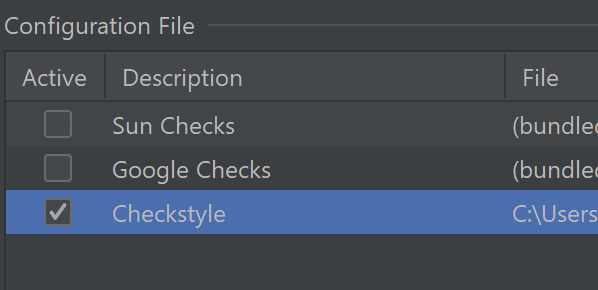 Configuration File
Active Description File
Sun Checks (bundled
Google Checks (bundled
Checkstyle C:\Users